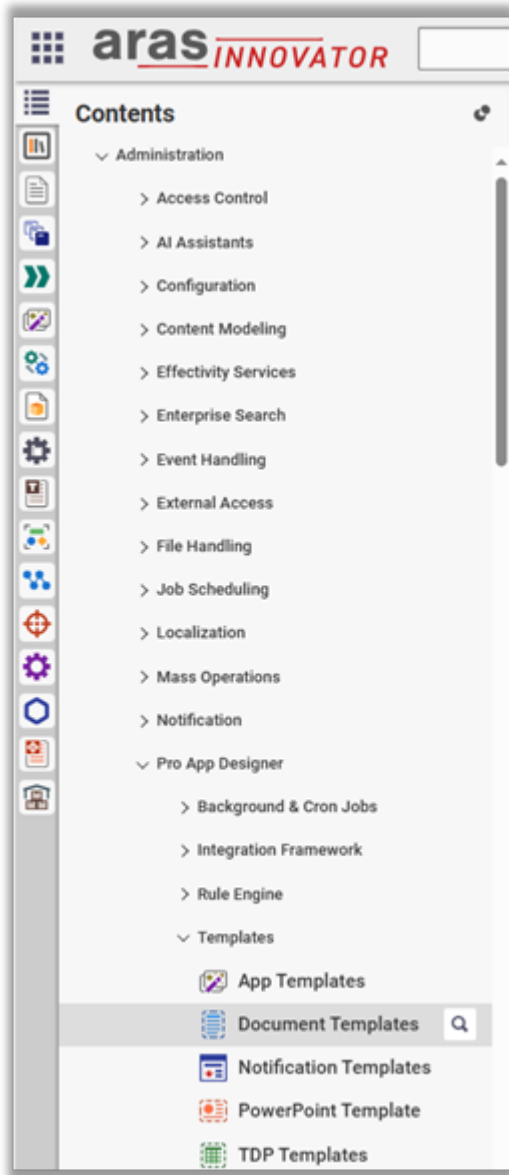 aras INNOVATOR
Contents
Administration
Access Control
AI Assistants
Configuration
Content Modeling
Effectivity Services
Enterprise Search
Event Handling
External Access
File Handling
Job Scheduling
Localization
Mass Operations
Notification
Pro App Designer
Background & Cron Jobs
Integration Framework
Rule Engine
Templates
App Templates
Document Templates
Notification Templates
PowerPoint Template
TDP Templates